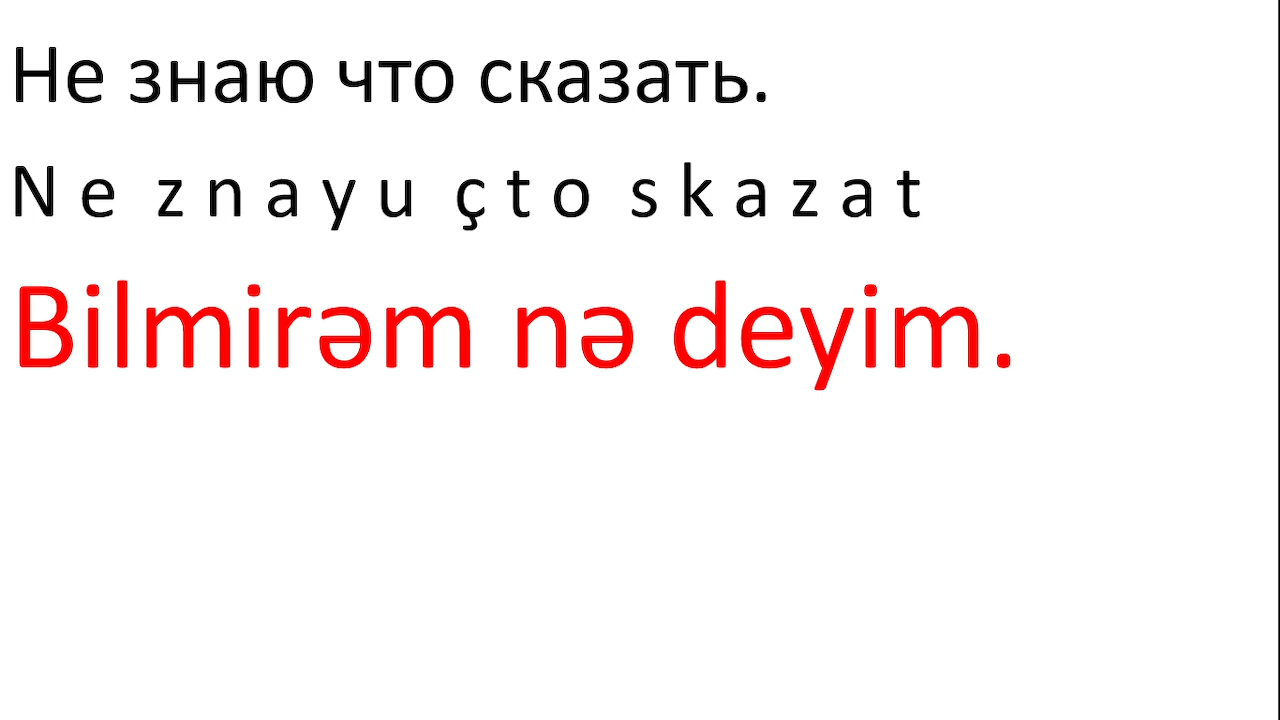 Не знаю что сказать.
N e z n a y u ç t o s k a z a t
Bilmirəm nə deyim.